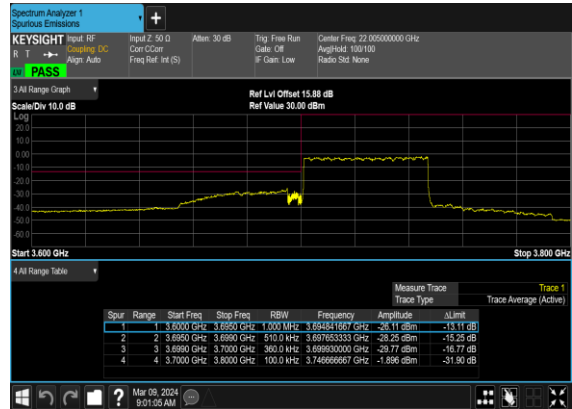 Spectrum Analyzer 1
Spurious Emissions
KEYSIGHT Input: RF Input Z: 50 Ω Atten: 30 dB Trig: Free Run Center Freq: 22.005000000 GHz
R T Coupling: DC Corr CCorr Gate: Off Avg|Hold: 100/100
Align: Auto Freq Ref: Int (S) IF Gain: Low Radio Std: None
PASS
3 All Range Graph
Ref Lvl Offset 15.88 dB
Scale/Div 10.0 dB Ref Value 30.00 dBm
Log
20.0
10.0
0.00
-10.0
-20.0
-30.0
-40.0
-50.0
-60.0
Start 3.600 GHz Stop 3.800 GHz
4 All Range Table
Measure Trace Trace 1
Trace Type Trace Average (Active)
Spur Range Start Freq Stop Freq RBW Frequency Amplitude ΔLimit
1 1 3.6000 GHz 3.6950 GHz 1.000 MHz 3.694841667 GHz -26.11 dBm -13.11 dB
2 2 3.6950 GHz 3.6990 GHz 510.0 kHz 3.697653333 GHz -28.25 dBm -15.25 dB
3 3 3.6990 GHz 3.7000 GHz 360.0 kHz 3.699930000 GHz -29.77 dBm -16.77 dB
4 4 3.7000 GHz 3.8000 GHz 100.0 kHz 3.746666667 GHz -1.896 dBm -31.90 dB
Mar 09, 2024
9:01:05 AM